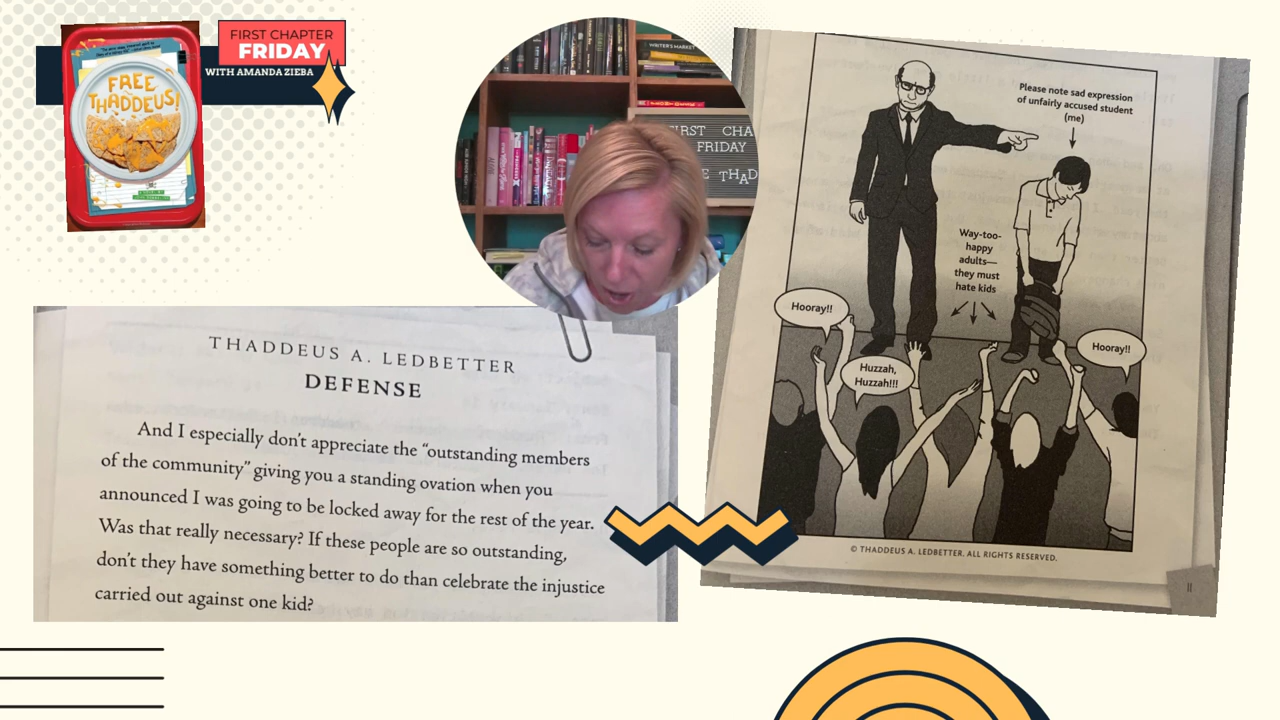 FREE
THADDEUS!
FIRST CHAPTER
FRIDAY
WITH AMANDA ZIEBA
WRITER'S MARKET
FIRST CHA
FRIDAY
E THAD
THADDEUS A. LEDBETTER
DEFENSE
And I especially don't appreciate the “outstanding members
of the community” giving you a standing ovation when you
announced I was going to be locked away for the rest of the year.
Was that really necessary? If these people are so outstanding,
don't they have something better to do than celebrate the injustice
carried out against one kid?
Please note sad expression
of unfairly accused student
(me)
Way-too-
happy
adults—
they must
hate kids
Hooray!!
Huzzah,
Huzzah!!!
Hooray!!
© THADDEUS A. LEDBETTER. ALL RIGHTS RESERVED.
11